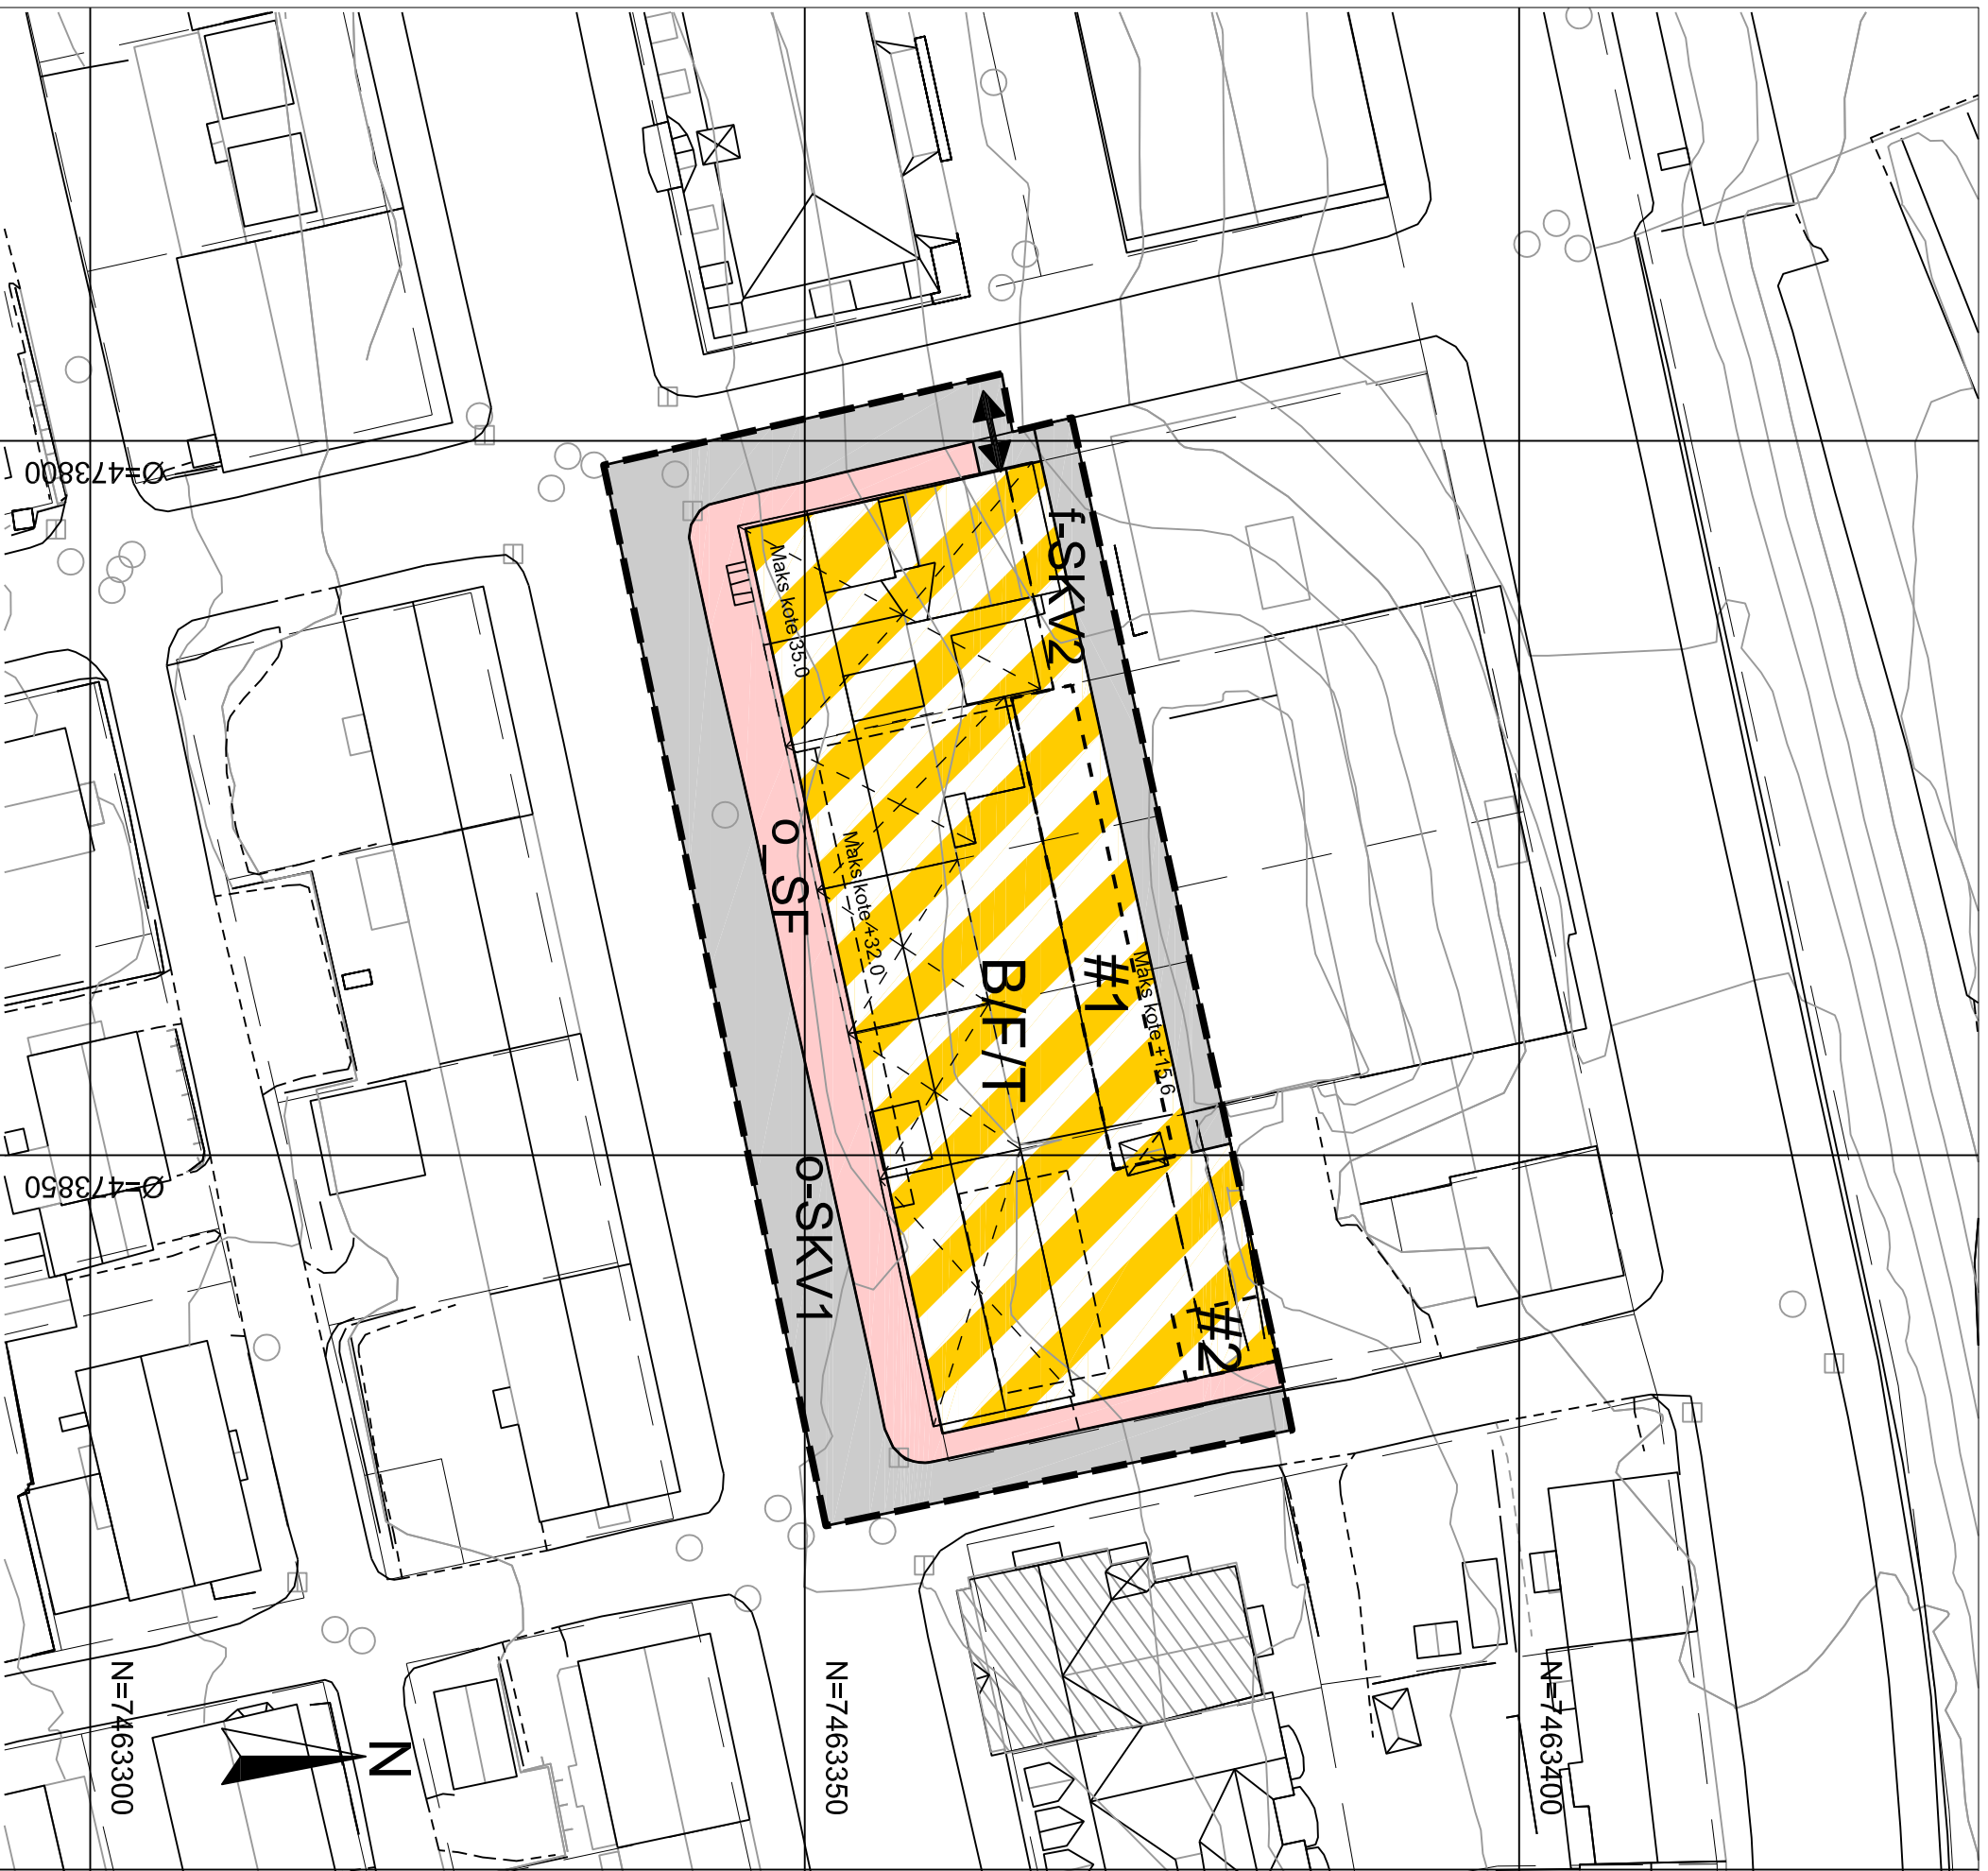 f-SKV2
Maks kote 35.0
o_SF
Maks kote +32.0
B/F/T
#1
Maks kote +15.6
o-SKV1
#2
Ø=473800
Ø=473850
N=7463300
N=7463350
N=7463400
N